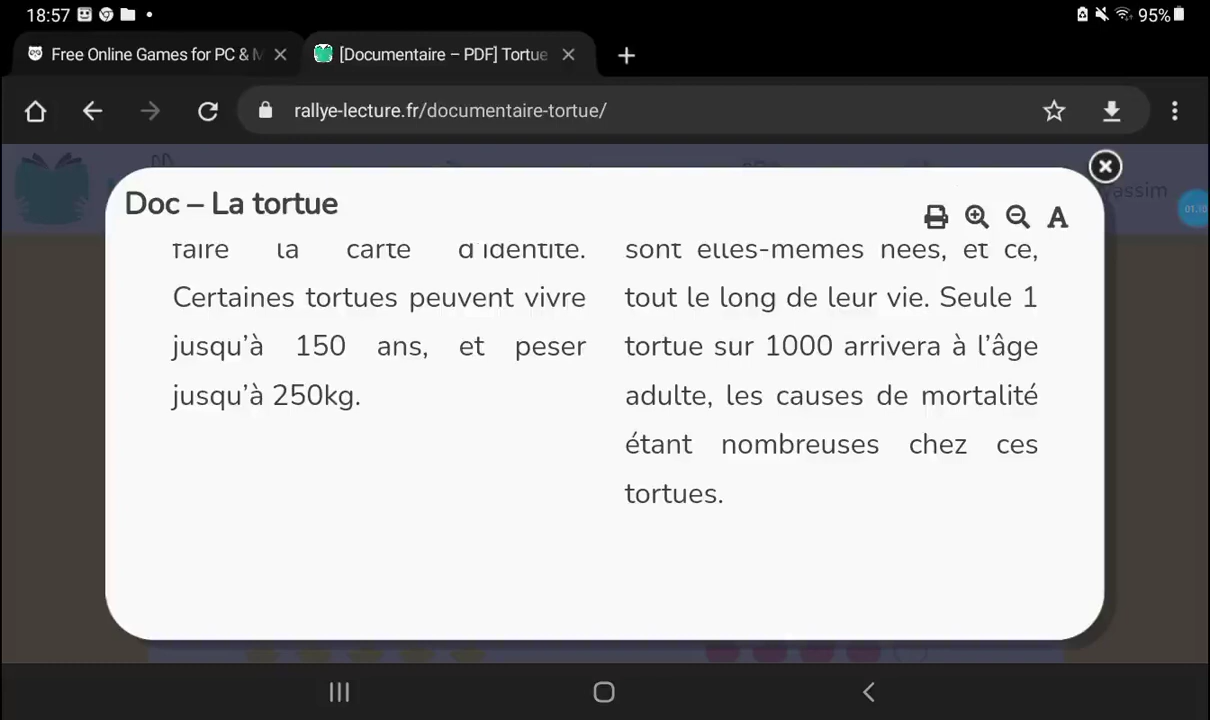 18:57
95%
Free Online Games for PC & M
[Documentaire – PDF] Tortue
rallye-lecture.fr/documentaire-tortue/
assim
Doc – La tortue
A
faire la carte d'identité.
Certaines tortues peuvent vivre
jusqu'à 150 ans, et peser
jusqu'à 250kg.
sont elles-mêmes nées, et ce,
tout le long de leur vie. Seule 1
tortue sur 1000 arrivera à l'âge
adulte, les causes de mortalité
étant nombreuses chez ces
tortues.